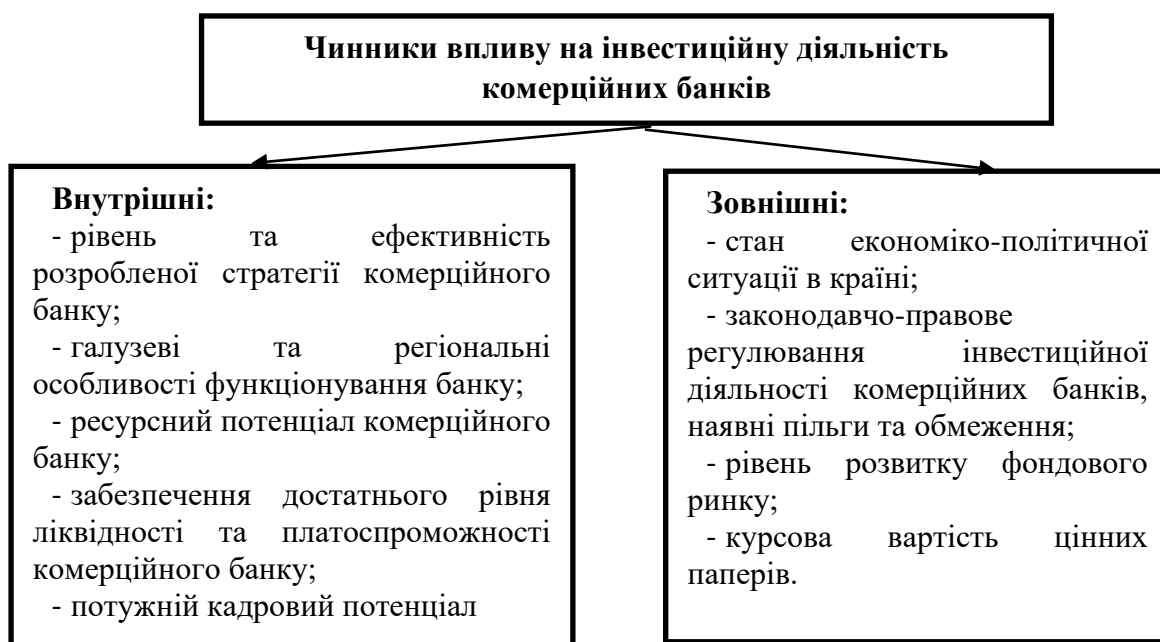 Чинники впливу на інвестиційну діяльність
комерційних банків
Внутрішні:
- рівень та ефективність
розробленої стратегії комерційного
банку;
- галузеві та регіональні
особливості функціонування банку;
- ресурсний потенціал комерційного
банку;
- забезпечення достатнього рівня
ліквідності та платоспроможності
комерційного банку;
- потужній кадровий потенціал
Зовнішні:
- стан економіко-політичної
ситуації в країні;
- законодавчо-правове
регулювання інвестиційної
діяльності комерційних банків,
наявні пільги та обмеження;
- рівень розвитку фондового
ринку;
- курсова вартість цінних
паперів.